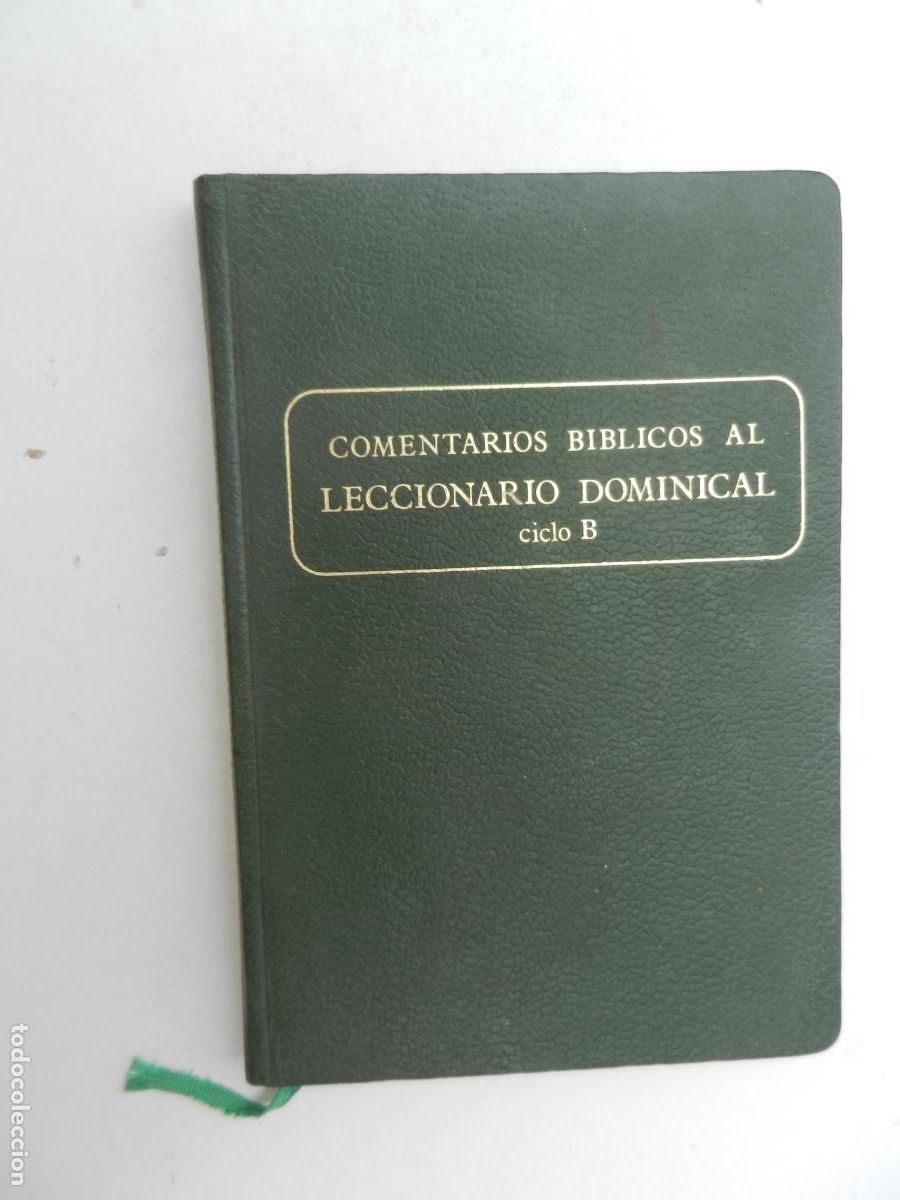 COMENTARIOS BIBLICOS AL
LECCIONARIO DOMINICAL
ciclo B
todocoleccion